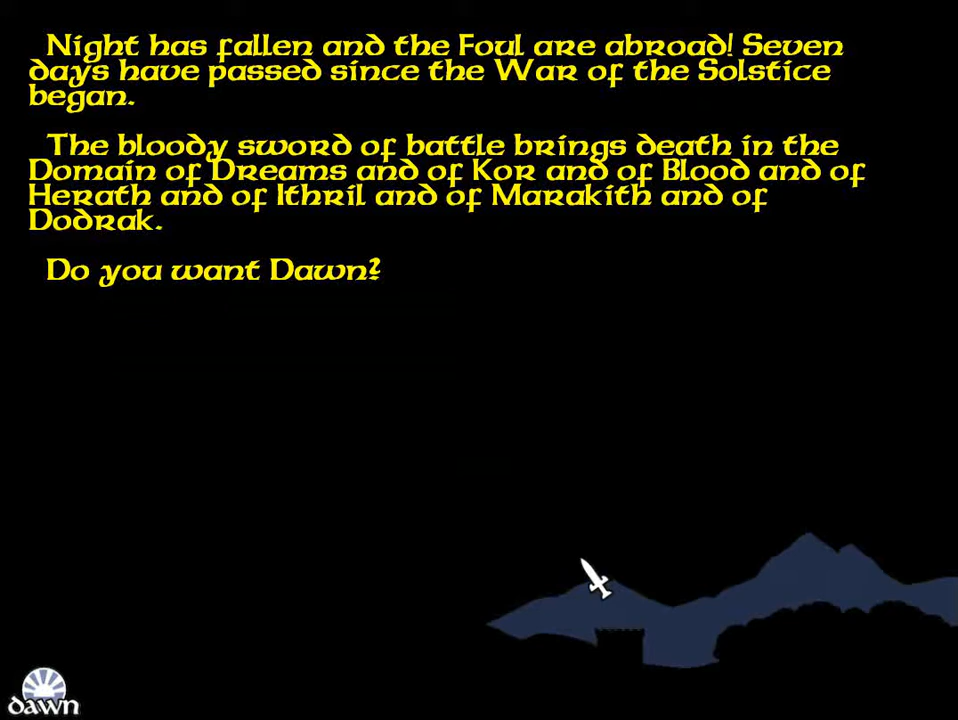 Night has fallen and the Foul are abroad! Seven
days have passed since the War of the Solstice
began.
The bloody sword of battle brings death in the
Domain of Dreams and of Kor and of Blood and of
Herath and of Ithril and of Marakith and of
Dodrak.
Do you want Dawn?
dawn